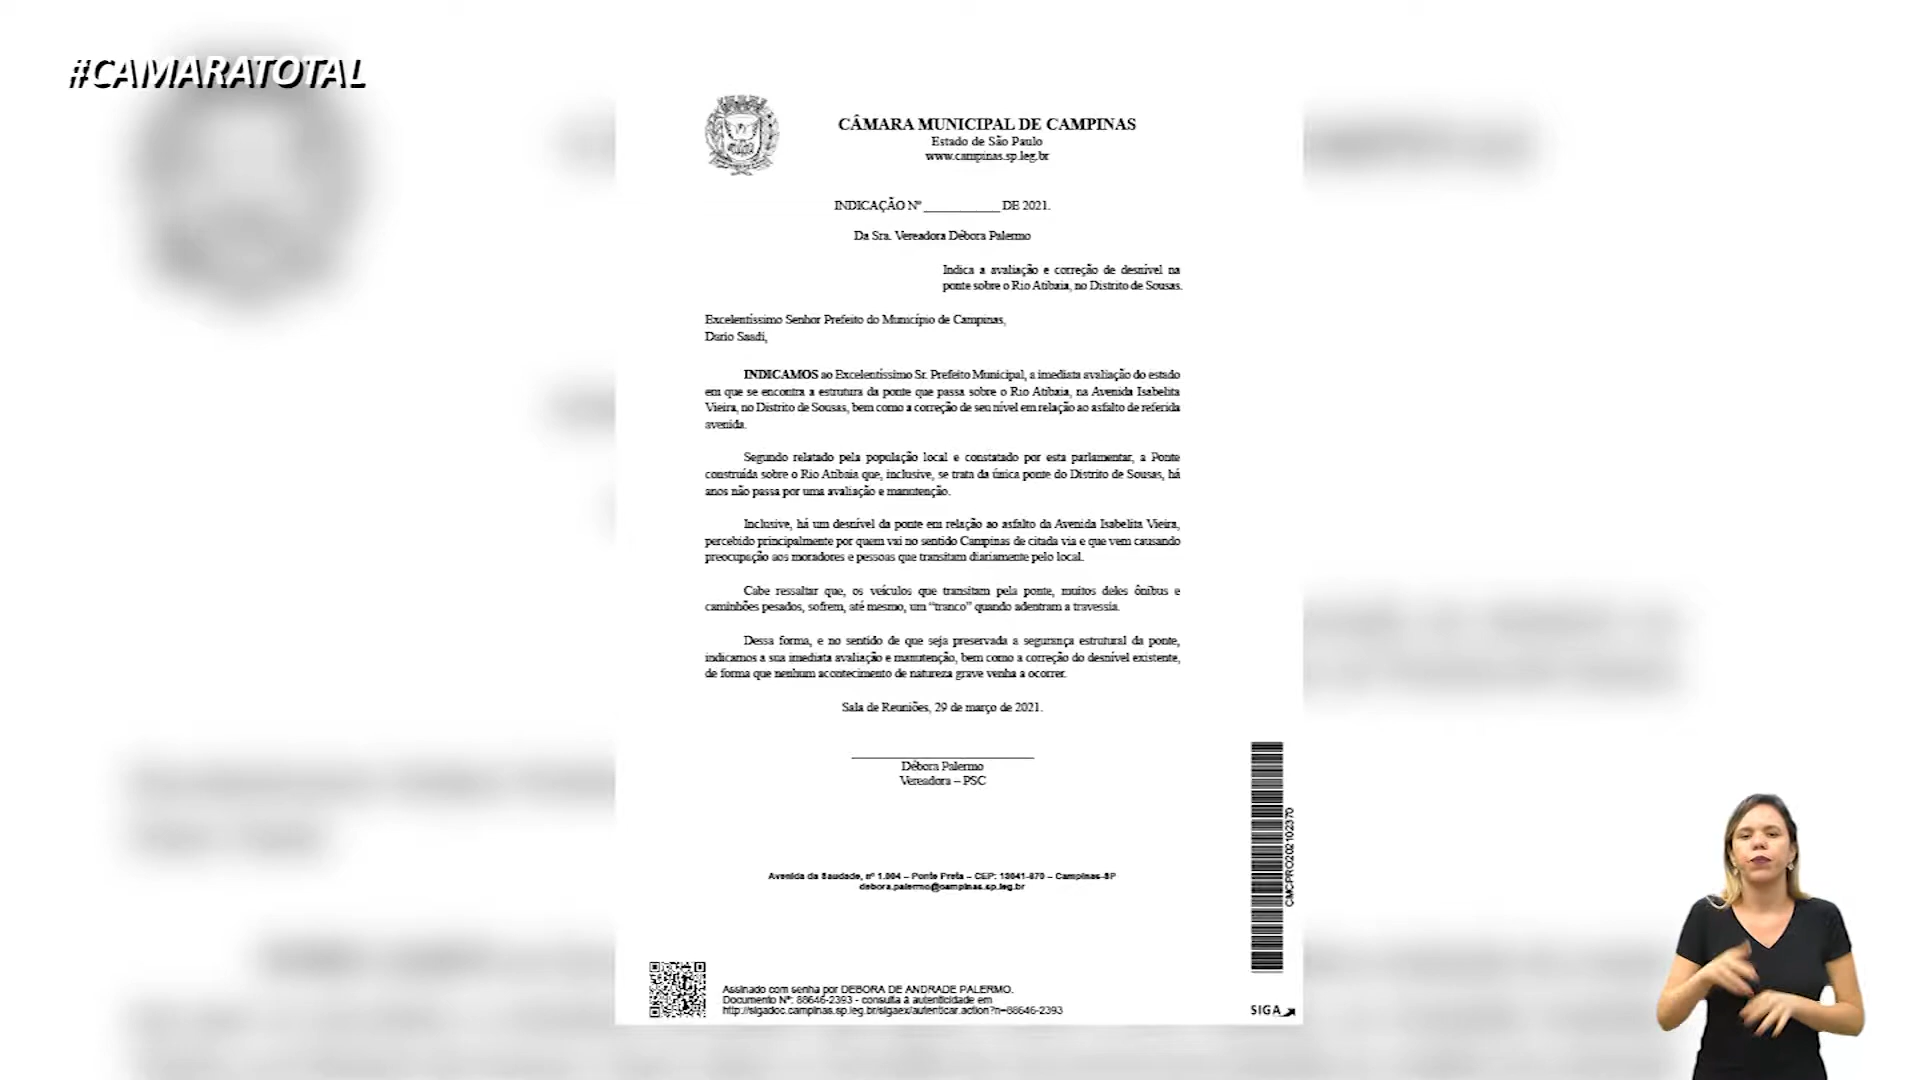 #CAMARATOTAL
CÂMARA MUNICIPAL DE CAMPINAS
Estado de São Paulo
www.campinas.sp.leg.br
INDICAÇÃO Nº ____________ DE 2021.
Da Sra. Vereadora Débora Palermo
Indica a avaliação e correção de desnível na
ponte sobre o Rio Atibaia, no Distrito de Sousas.
Excelentíssimo Senhor Prefeito do Município de Campinas,
Dario Saadi,
INDICAMOS ao Excelentíssimo Sr. Prefeito Municipal, a imediata avaliação do estado
em que se encontra a estrutura da ponte que passa sobre o Rio Atibaia, na Avenida Isabelita
Vieira, no Distrito de Sousas, bem como a correção de seu nível em relação ao asfalto de referida
avenida.
Segundo relatado pela população local e constatado por esta parlamentar, a Ponte
construída sobre o Rio Atibaia que, inclusive, se trata da única ponte do Distrito de Sousas, há
anos não passa por uma avaliação e manutenção.
Inclusive, há um desnível da ponte em relação ao asfalto da Avenida Isabelita Vieira,
percebido principalmente por quem vai no sentido Campinas de citada via e que vem causando
preocupação aos moradores e pessoas que transitam diariamente pelo local.
Cabe ressaltar que, os veículos que transitam pela ponte, muitos deles ônibus e
caminhões pesados, sofrem, até mesmo, um “tranco” quando adentram a travessia.
Dessa forma, e no sentido de que seja preservada a segurança estrutural da ponte,
indicamos a sua imediata avaliação e manutenção, bem como a correção do desnível existente,
de forma que nenhum acontecimento de natureza grave venha a ocorrer.
Sala de Reuniões, 29 de março de 2021.
Débora Palermo
Vereadora – PSC
Avenida da Saudade, nº 1.004 – Ponte Preta – CEP: 13041-670 – Campinas-SP
debora.palermo@campinas.sp.leg.br
CMCPRO202102370
Assinado com senha por DEBORA DE ANDRADE PALERMO.
Documento Nº: 88646-2393 - consulta à autenticidade em
http://sigadoc.campinas.sp.leg.br/sigaex/autenticar.action?n=88646-2393
SIGA